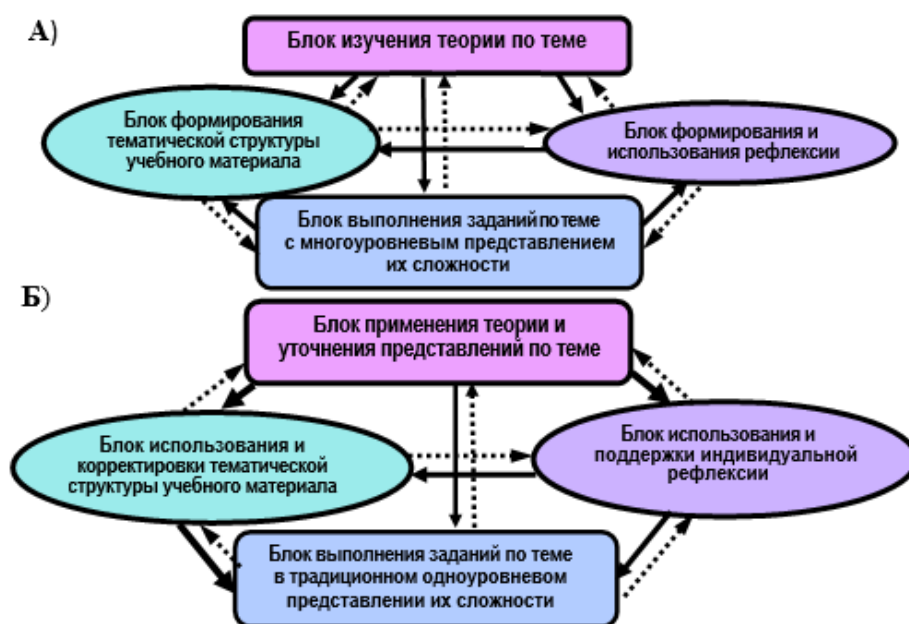 А)
Блок изучения теории по теме
Блок формирования
тематической структуры
учебного материала
Блок формирования и
использования рефлексии
Блок выполнения заданий по теме
с многоуровневым представлением
их сложности
Б)
Блок применения теории и
уточнения представлений по теме
Блок использования и
корректировки тематической
структуры учебного материала
Блок использования и
поддержки индивидуальной
рефлексии
Блок выполнения заданий по теме
в традиционном одноуровневом
представлении их сложности